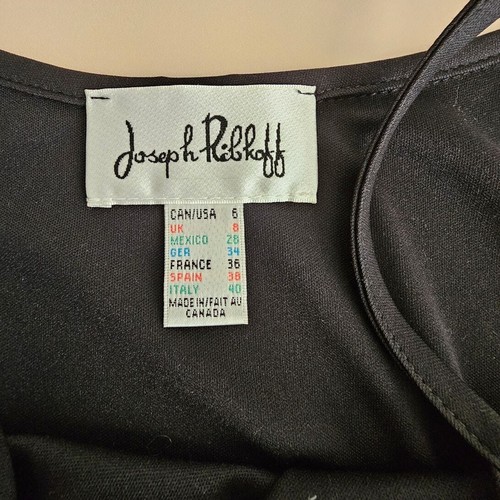 Joseph Ribkoff
CAN/USA 6
UK 8
MEXICO 28
GER 34
FRANCE 36
SPAIN 38
ITALY 40
MADE IN/FAIT AU
CANADA